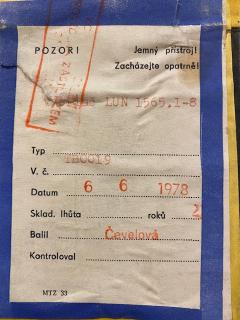 POZOR! Jemný přístroj!
Zacházejte opatrně!
LUN 1565.1-8
Typ
V. č.
Datum 6 6 1978
Sklad. lhůta roků 2
Balil Čevelová
Kontroloval
MTZ 33